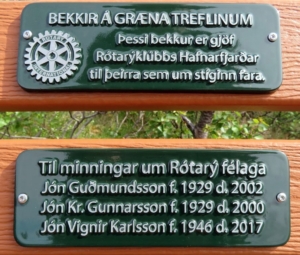 BEKKIR Á GRÆNA TREFLINUM
Þessi bekkur er gjöf
Rótarýklúbbs Hafnarfjarðar
til þeirra sem um stíginn fara.
Til minningar um Rótarý félaga
Jón Guðmundsson f. 1929 d. 2002
Jón Kr. Gunnarsson f. 1929 d. 2000
Jón Vignir Karlsson f. 1946 d. 2017